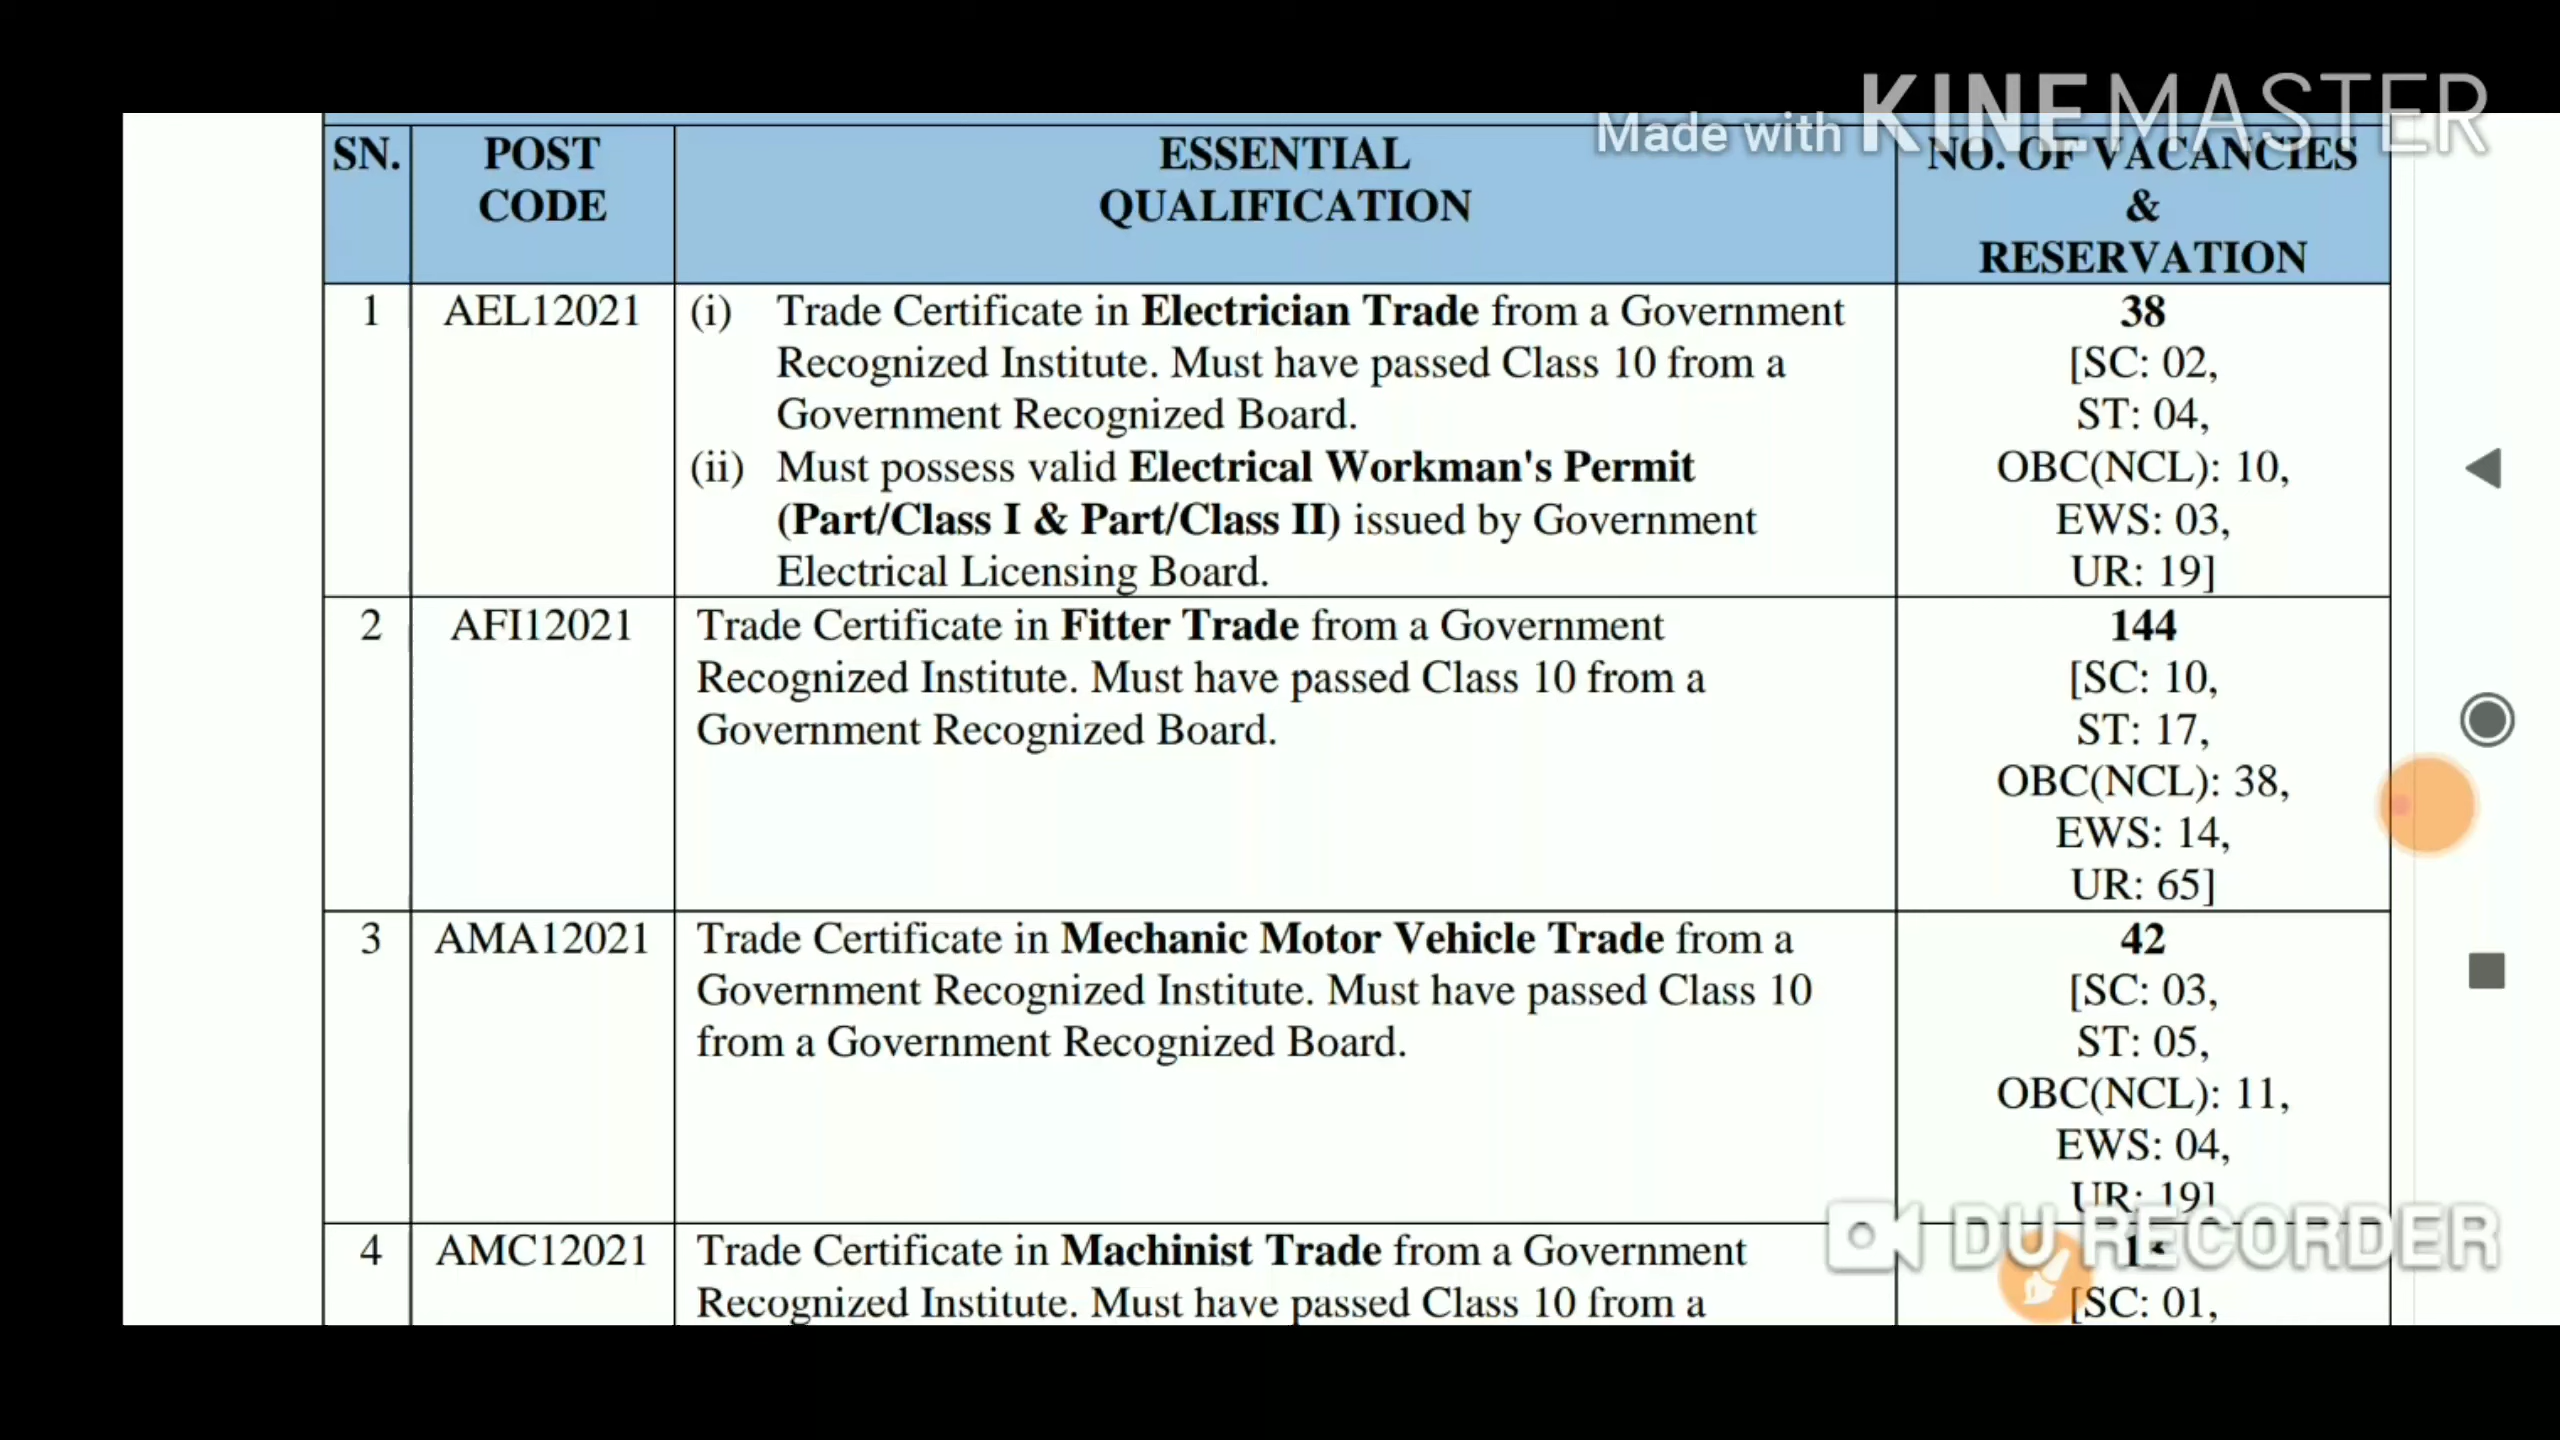 Made with KINEMASTER
SN.
POST
CODE
ESSENTIAL
QUALIFICATION
NO. OF VACANCIES
&
RESERVATION
1
AEL12021
(i) Trade Certificate in Electrician Trade from a Government
Recognized Institute. Must have passed Class 10 from a
Government Recognized Board.
(ii) Must possess valid Electrical Workman's Permit
(Part/Class I & Part/Class II) issued by Government
Electrical Licensing Board.
38
[SC: 02,
ST: 04,
OBC(NCL): 10,
EWS: 03,
UR: 19]
2
AFI12021
Trade Certificate in Fitter Trade from a Government
Recognized Institute. Must have passed Class 10 from a
Government Recognized Board.
144
[SC: 10,
ST: 17,
OBC(NCL): 38,
EWS: 14,
UR: 65]
3
AMA12021
Trade Certificate in Mechanic Motor Vehicle Trade from a
Government Recognized Institute. Must have passed Class 10
from a Government Recognized Board.
42
[SC: 03,
ST: 05,
OBC(NCL): 11,
EWS: 04,
UR: 19]
DU RECORDER
4
AMC12021
Trade Certificate in Machinist Trade from a Government
Recognized Institute. Must have passed Class 10 from a
[SC: 01,